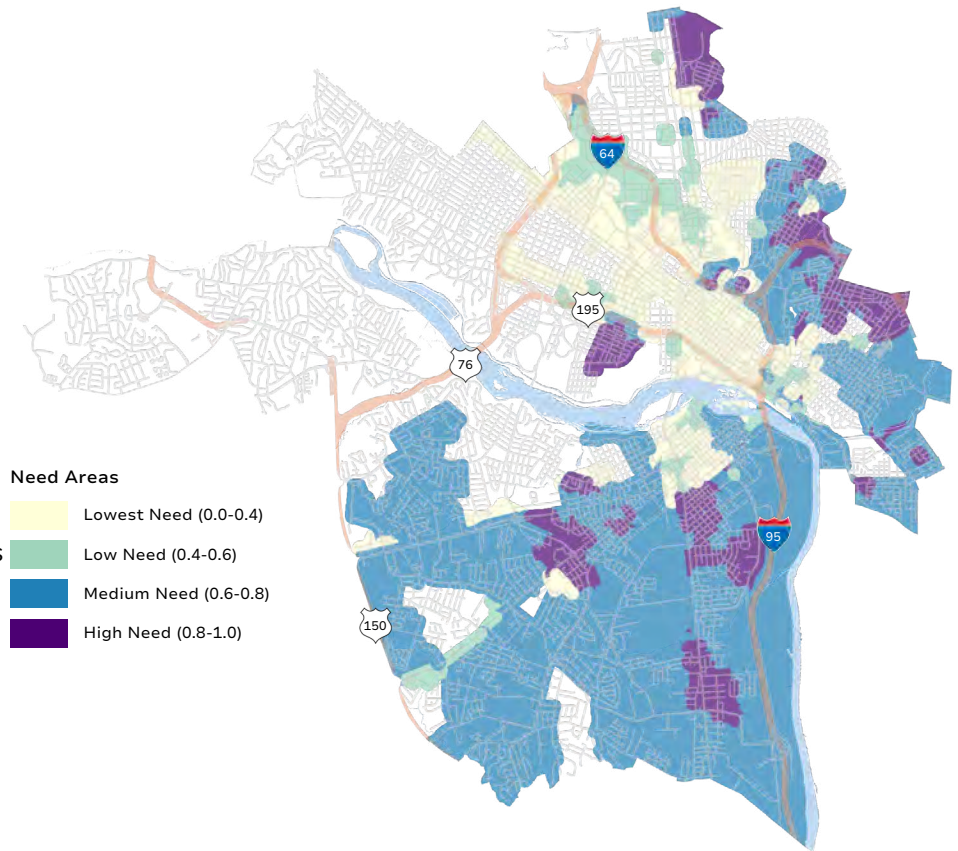 64
195
76
Need Areas
Lowest Need (0.0-0.4)
s
Low Need (0.4-0.6)
95
Medium Need (0.6-0.8)
150
High Need (0.8-1.0)